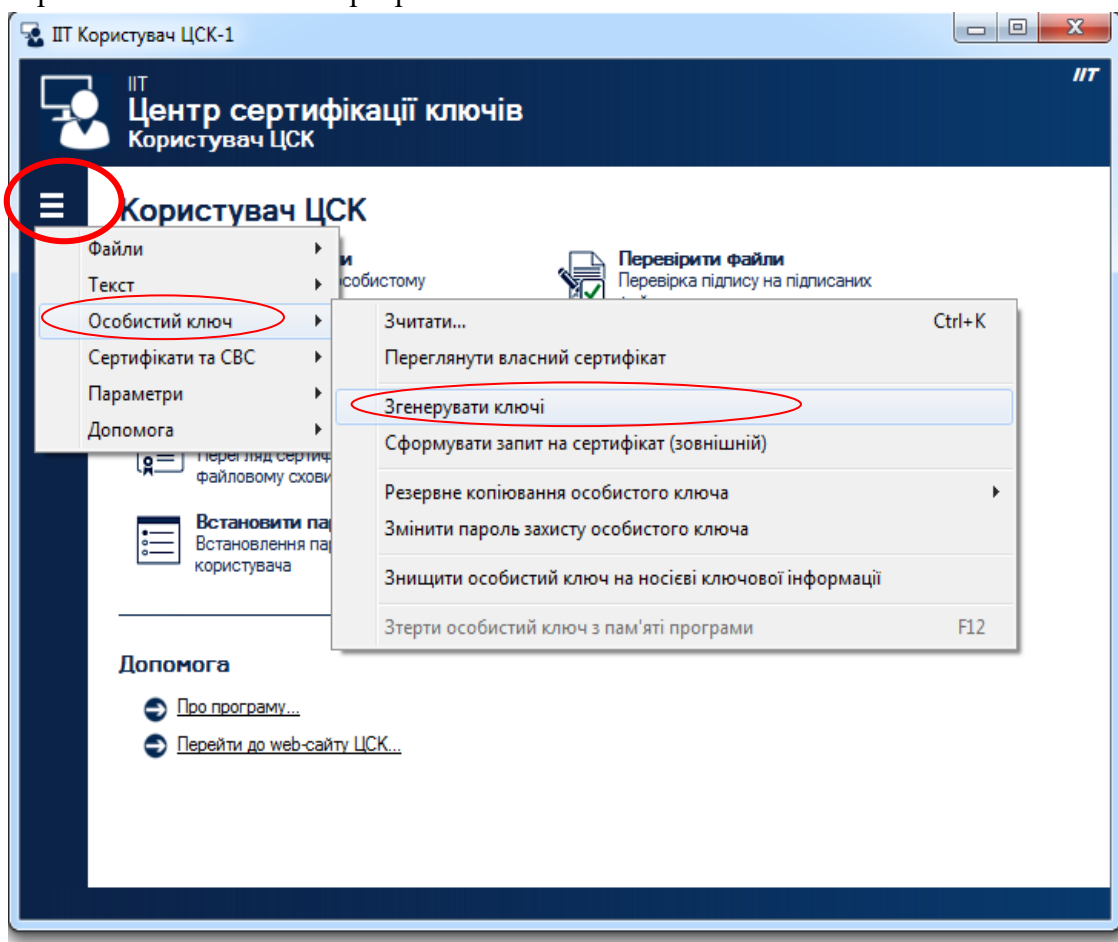 ІІТ Користувач ЦСК-1
ІІТ
ІІТ
Центр сертифікації ключів
Користувач ЦСК
Користувач ЦСК
Файли
Текст
Особистий ключ
Сертифікати та СВС
Параметри
Допомога
Перевірити файли
Перевірка підпису на підписаних
Зчитати... Ctrl+K
Переглянути власний сертифікат
Згенерувати ключі
Сформувати запит на сертифікат (зовнішній)
Резервне копіювання особистого ключа
Змінити пароль захисту особистого ключа
Знищити особистий ключ на носієві ключової інформації
Зтерти особистий ключ з пам'яті програми F12
Перегляд
файловому
Встановити
Встановлення
користувача
Допомога
Про програму...
Перейти до web-сайту ЦСК...